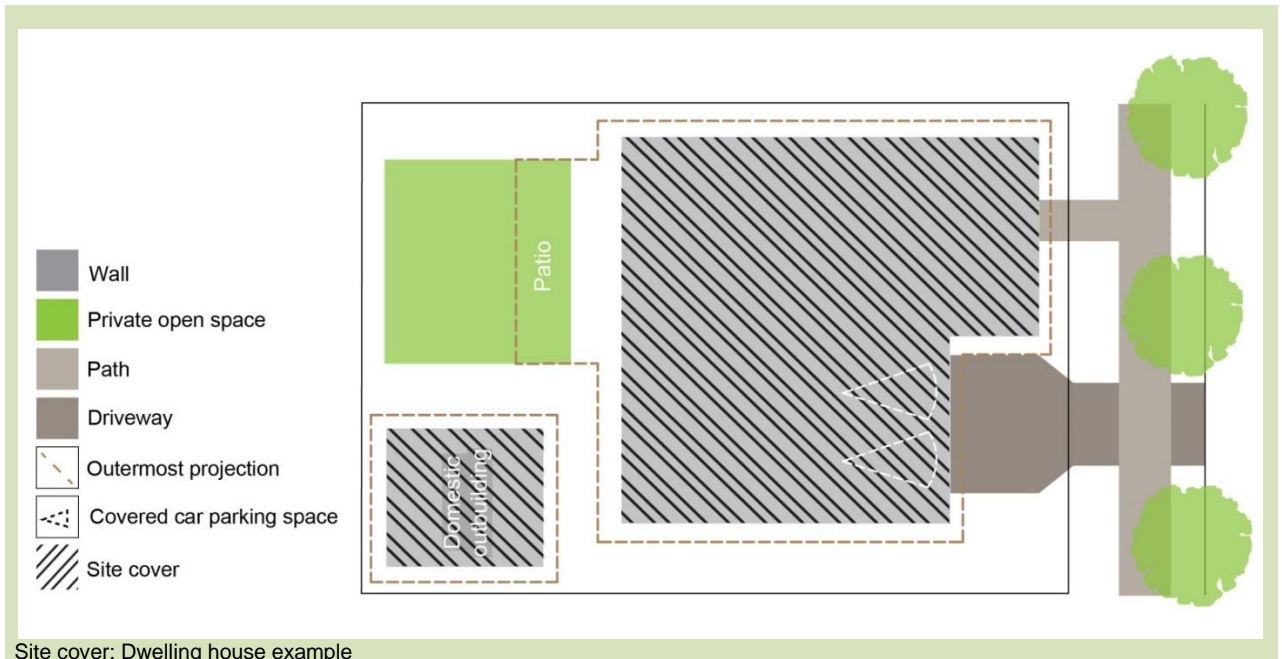 Wall
Private open space
Path
Driveway
Outermost projection
Covered car parking space
Site cover
Patio
Domestic
outbuilding
Site cover: Dwelling house example